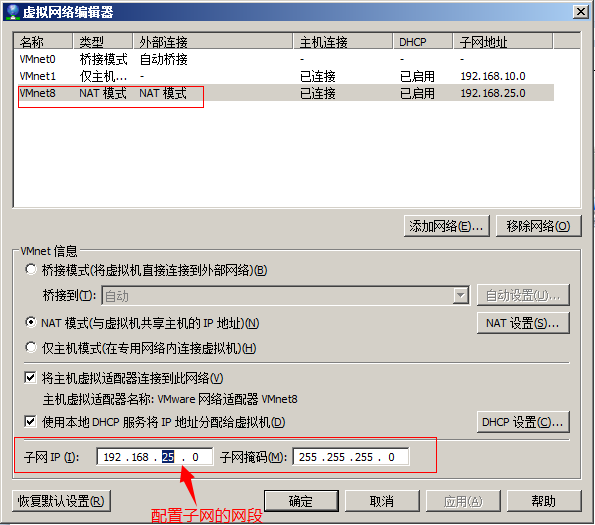 虚拟网络编辑器
名称 类型 外部连接 主机连接 DHCP 子网地址
VMnet0 桥接模式 自动桥接 - - -
VMnet1 仅主机... - 已连接 已启用 192.168.10.0
VMnet8 NAT 模式 NAT 模式 已连接 已启用 192.168.25.0
添加网络(E)... 移除网络(O)
VMnet 信息
桥接模式(将虚拟机直接连接到外部网络)(B)
桥接到(T): 自动 自动设置(U)...
NAT 模式(与虚拟机共享主机的 IP 地址)(N) NAT 设置(S)...
仅主机模式(在专用网络内连接虚拟机)(H)
将主机虚拟适配器连接到此网络(V)
主机虚拟适配器名称: VMware 网络适配器 VMnet8
使用本地 DHCP 服务将 IP 地址分配给虚拟机(D) DHCP 设置(C)...
子网 IP (I): 192 . 168 . 25 . 0 子网掩码(M): 255 . 255 . 255 . 0
恢复默认设置(R) 确定 取消 应用(A) 帮助
配置子网的网段